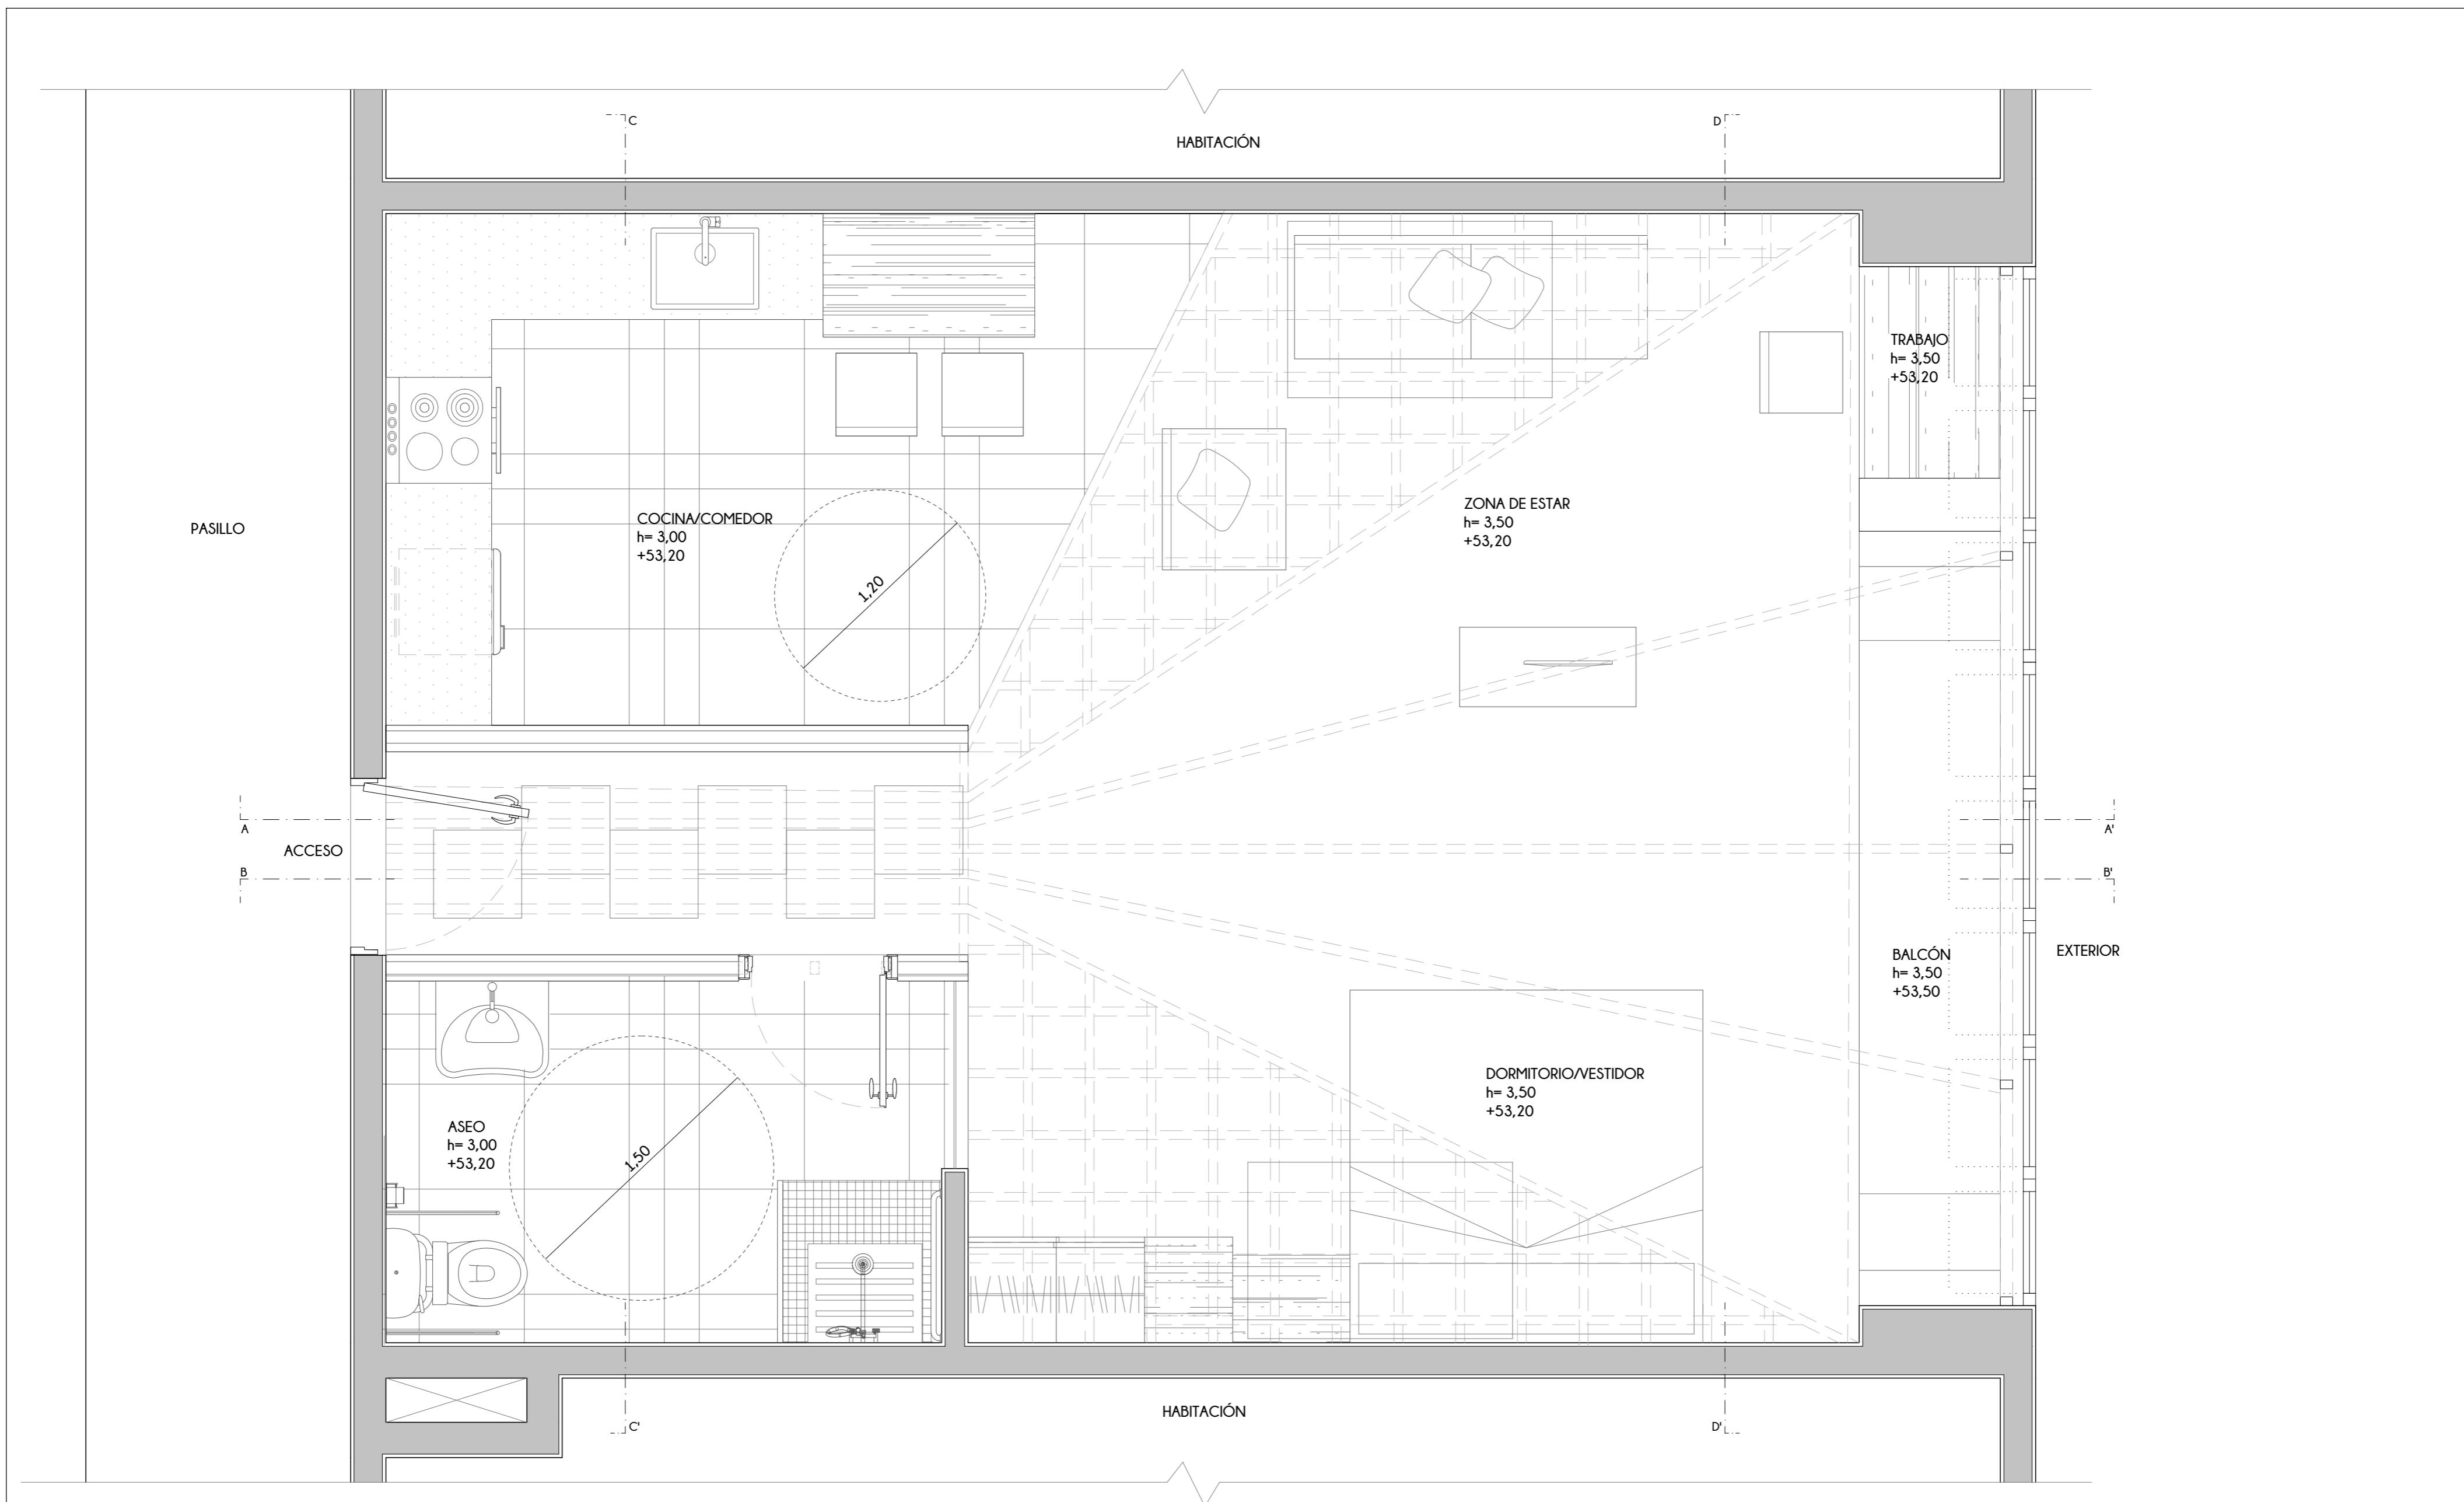 C
D
HABITACIÓN
TRABAJO
h= 3,50
+53,20
ZONA DE ESTAR
h= 3,50
+53,20
COCINA/COMEDOR
h= 3,00
+53,20
PASILLO
1,20
A
A'
ACCESO
B
B'
BALCÓN
h= 3,50
+53,50
EXTERIOR
DORMITORIO/VESTIDOR
h= 3,50
+53,20
ASEO
h= 3,00
+53,20
1,50
HABITACIÓN
C'
D'